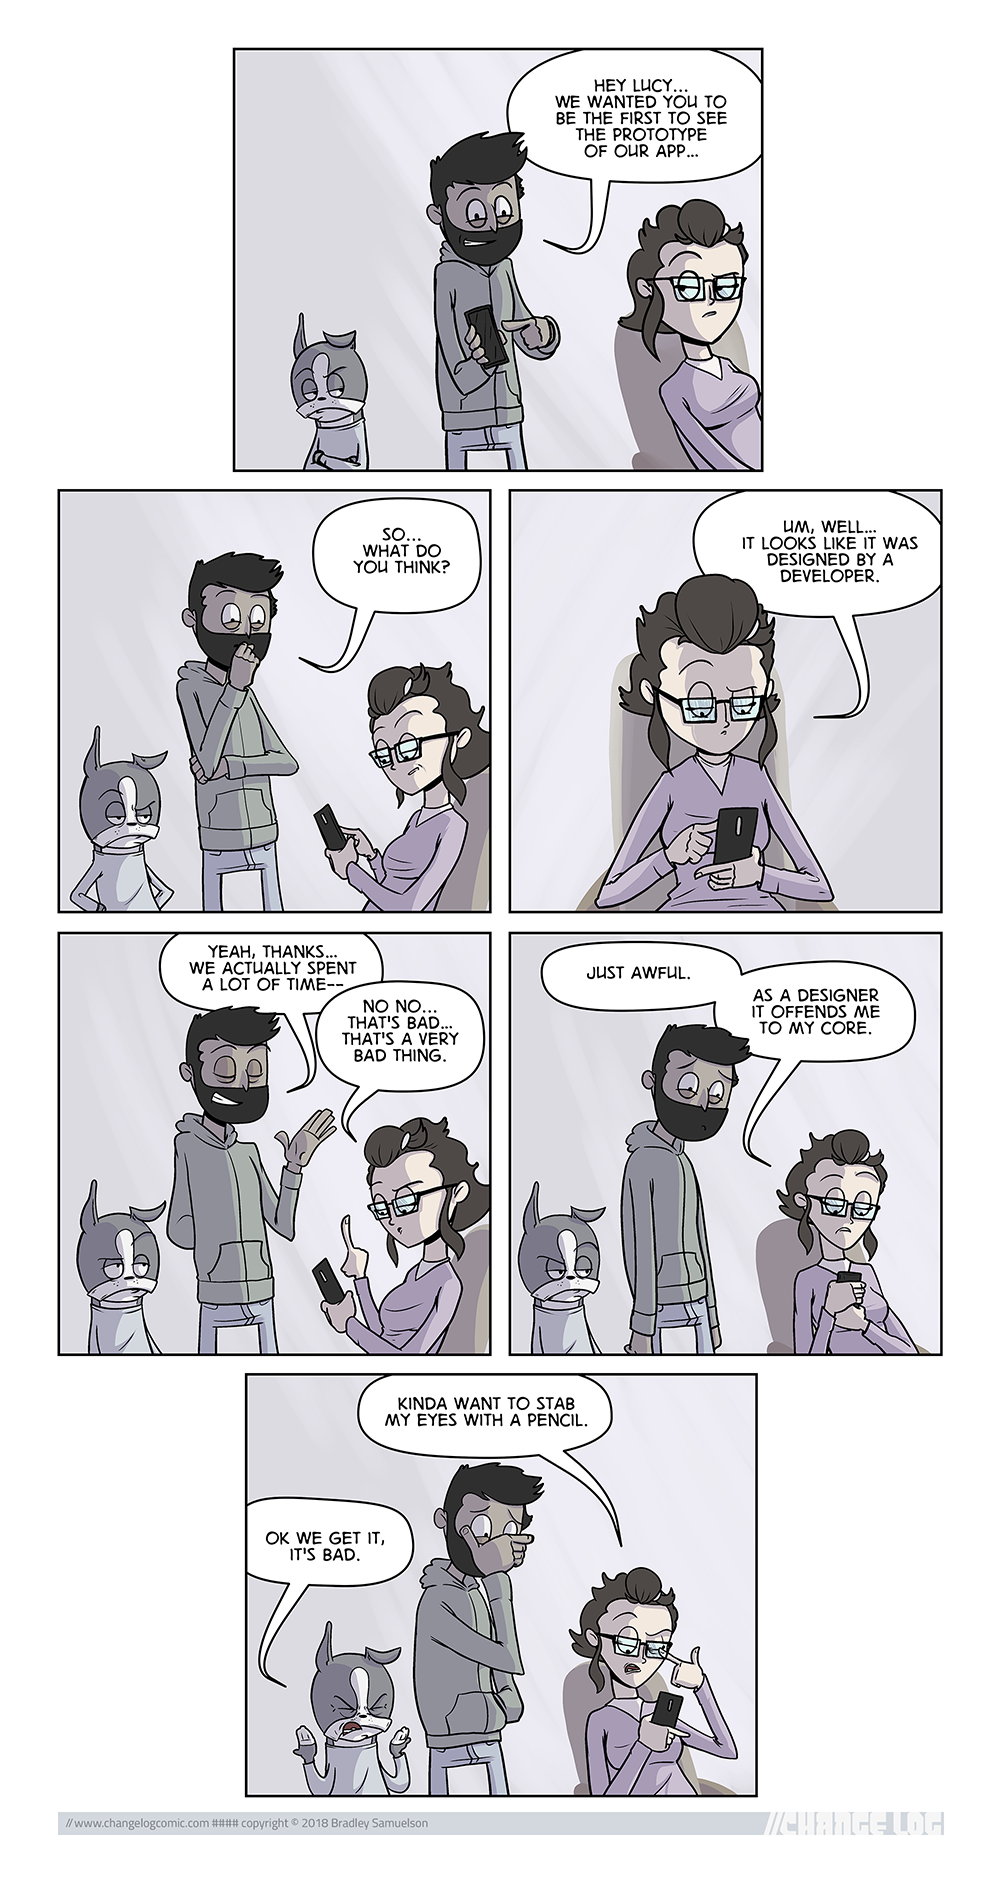 HEY LUCY...
WE WANTED YOU TO
BE THE FIRST TO SEE
THE PROTOTYPE
OF OUR APP...
SO...
WHAT DO
YOU THINK?
UM, WELL...
IT LOOKS LIKE IT WAS
DESIGNED BY A
DEVELOPER.
YEAH, THANKS...
WE ACTUALLY SPENT
A LOT OF TIME--
NO NO...
THAT'S BAD...
THAT'S A VERY
BAD THING.
JUST AWFUL.
AS A DESIGNER
IT OFFENDS ME
TO MY CORE.
KINDA WANT TO STAB
MY EYES WITH A PENCIL.
OK WE GET IT,
IT'S BAD.
//www.changelogcomic.com #### copyright © 2018 Bradley Samuelson
//CHANGE LOG